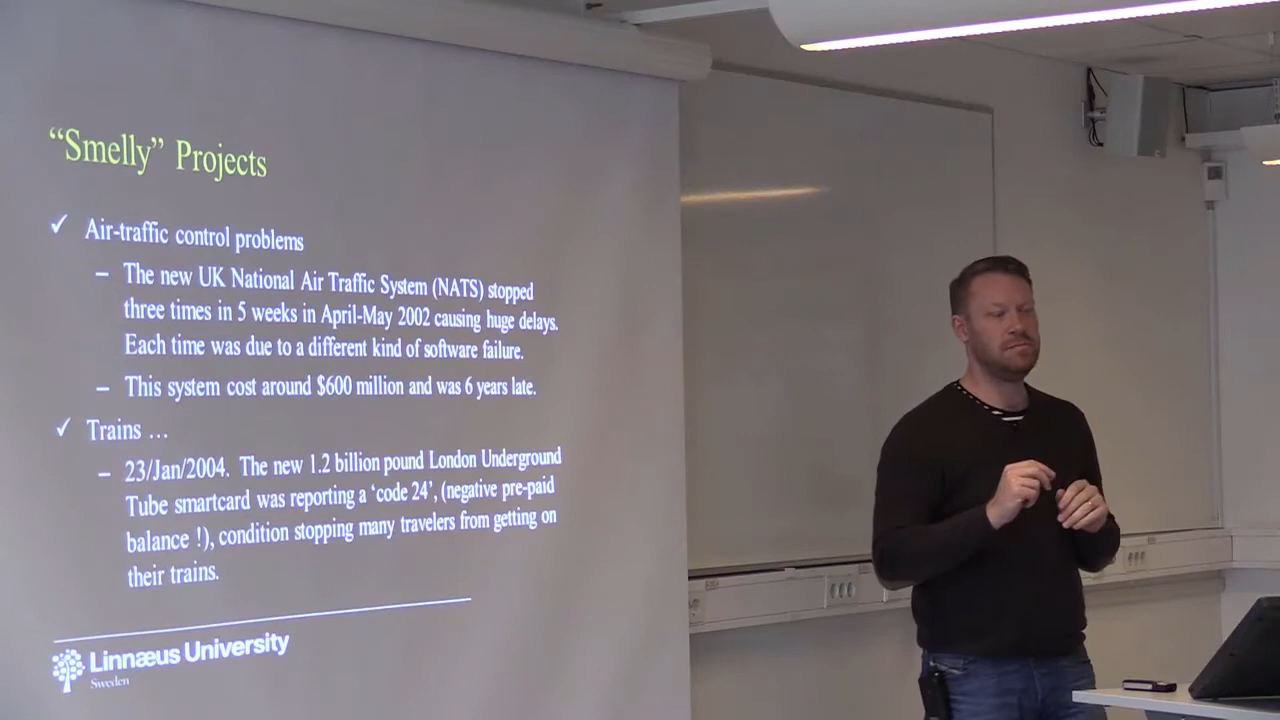 “Smelly” Projects
✓ Air-traffic control problems
– The new UK National Air Traffic System (NATS) stopped
three times in 5 weeks in April-May 2002 causing huge delays.
Each time was due to a different kind of software failure.
– This system cost around $600 million and was 6 years late.
✓ Trains …
– 23/Jan/2004. The new 1.2 billion pound London Underground
Tube smartcard was reporting a ‘code 24’, (negative pre-paid
balance !), condition stopping many travelers from getting on
their trains.
Linnæus University
Sweden